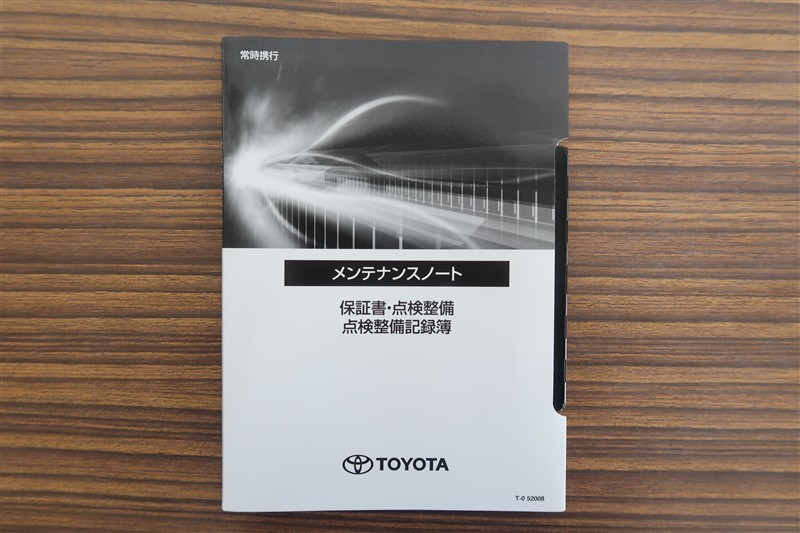 常時携行
メンテナンスノート
保証書・点検整備
点検整備記録簿
TOYOTA
T-0 52008